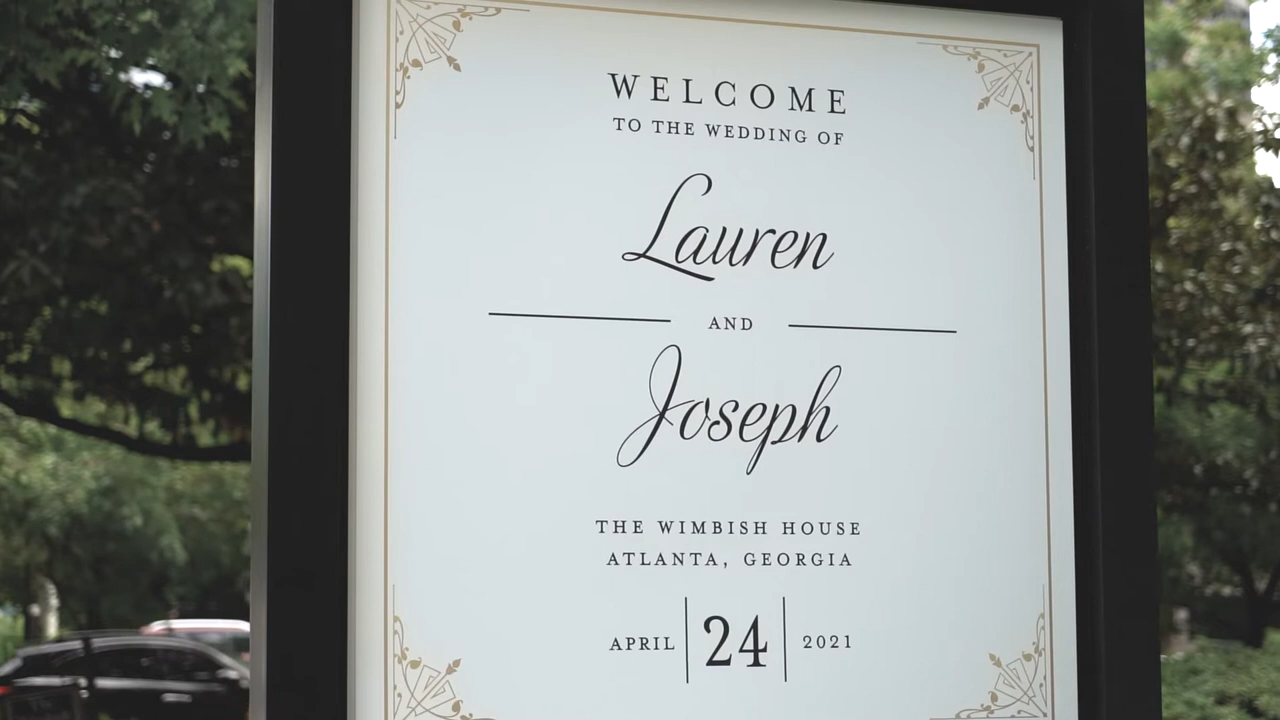 WELCOME
TO THE WEDDING OF
Lauren
AND
Joseph
THE WIMBISH HOUSE
ATLANTA, GEORGIA
APRIL 24 2021